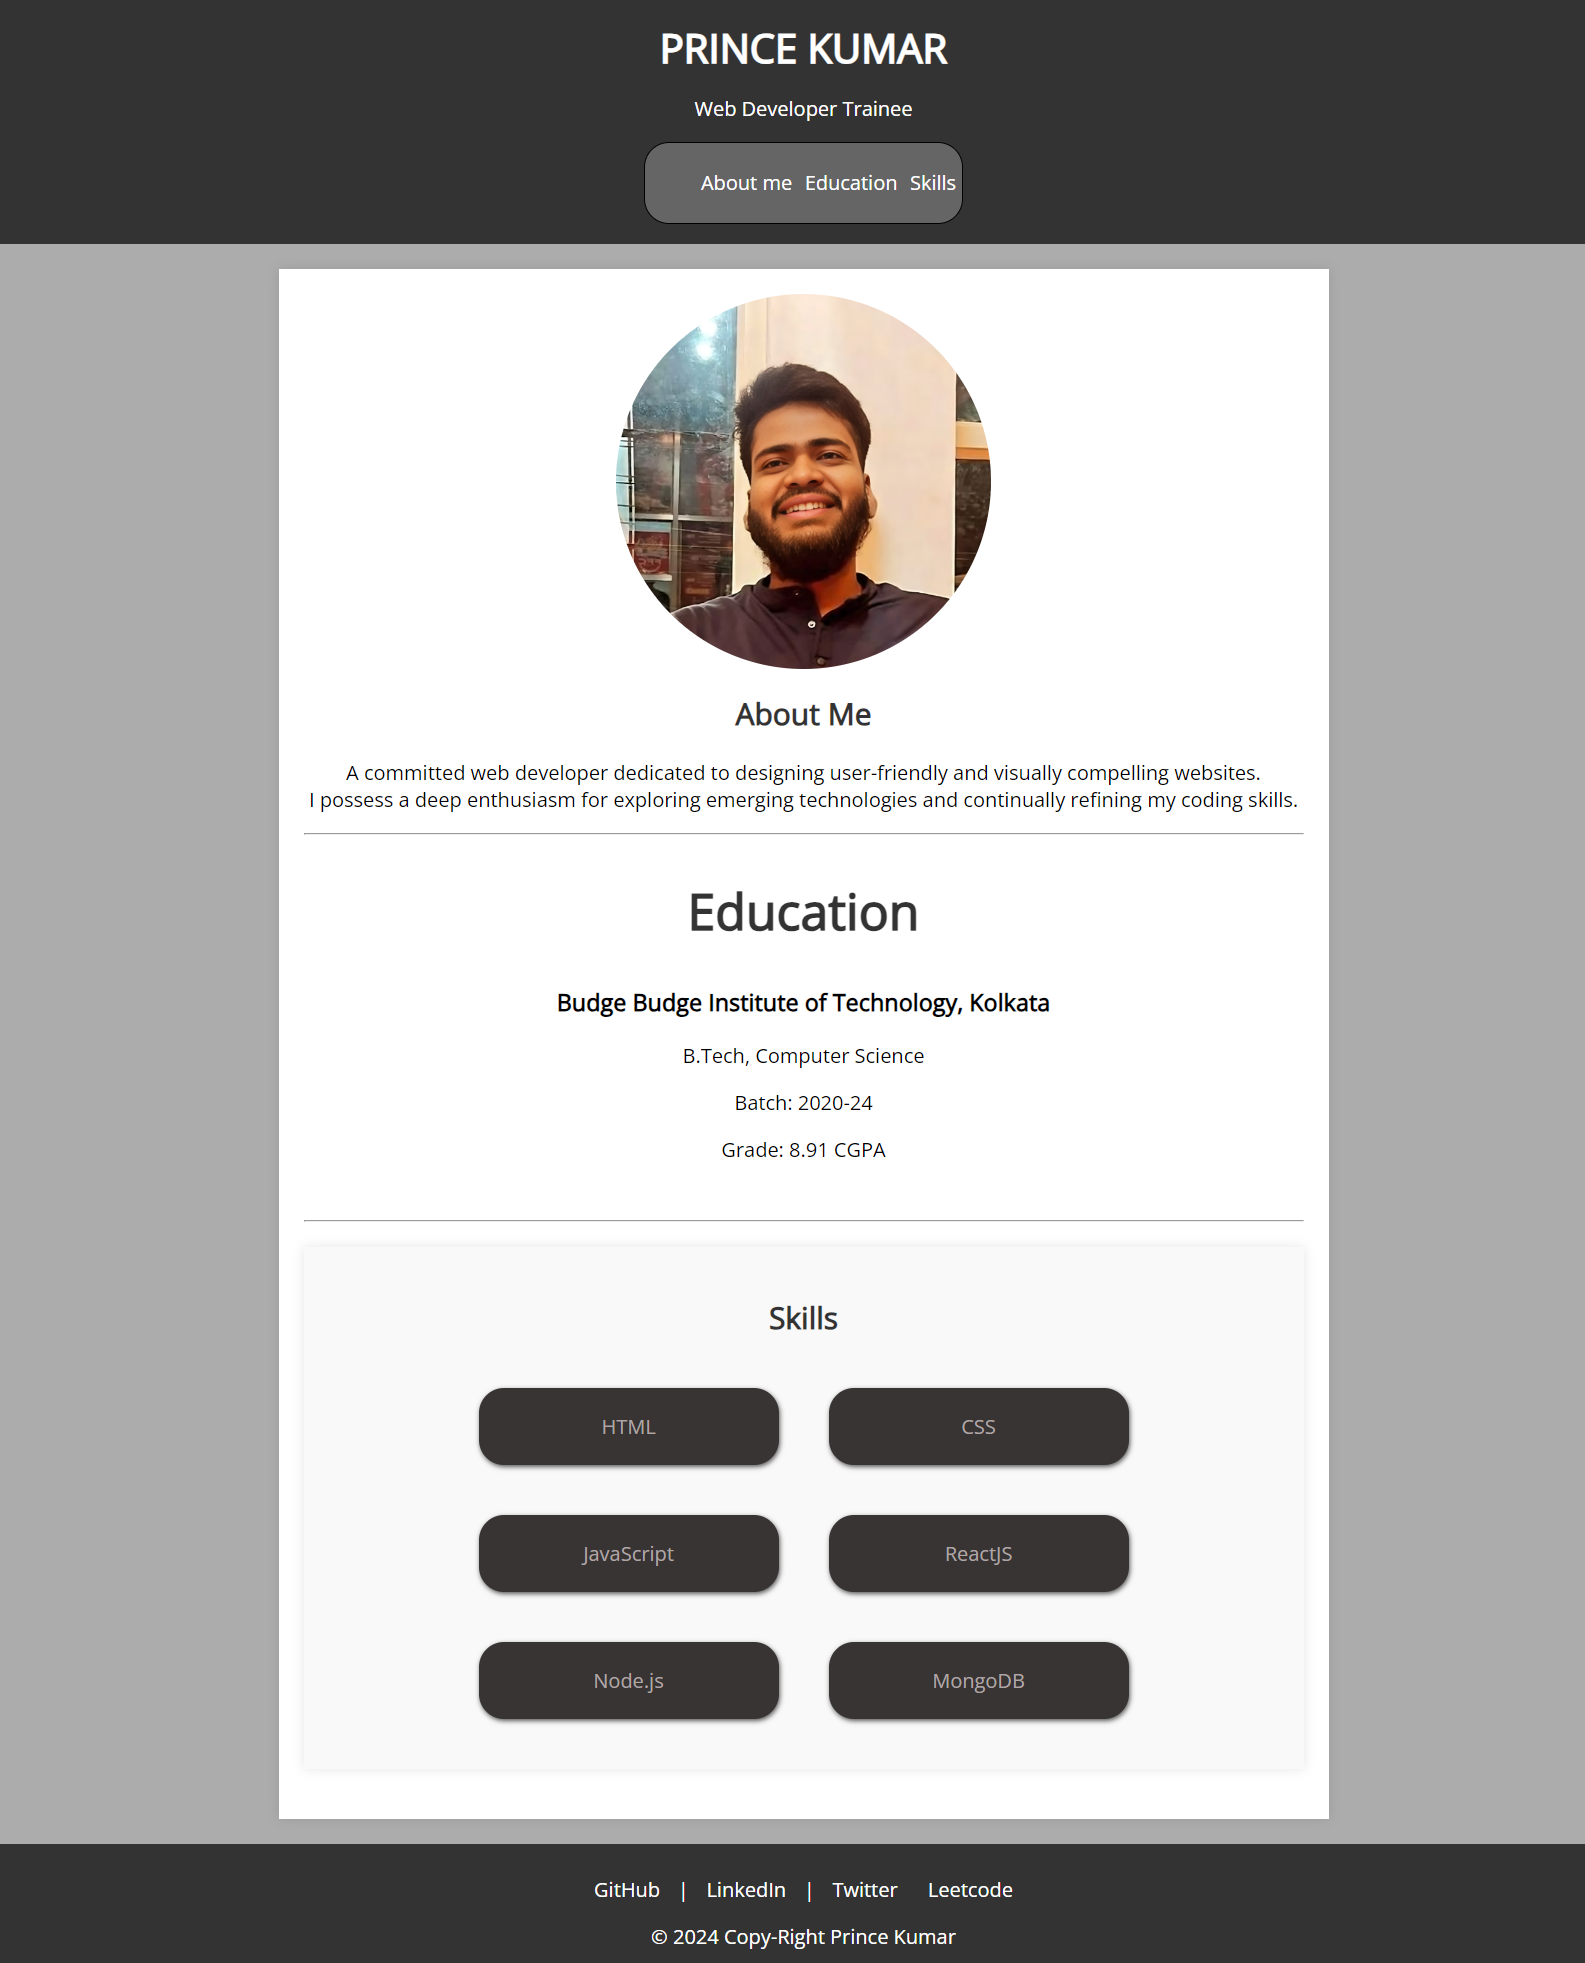 PRINCE KUMAR
Web Developer Trainee
About me Education Skills
About Me
A committed web developer dedicated to designing user-friendly and visually compelling websites.
I possess a deep enthusiasm for exploring emerging technologies and continually refining my coding skills.
Education
Budge Budge Institute of Technology, Kolkata
B.Tech, Computer Science
Batch: 2020-24
Grade: 8.91 CGPA
Skills
HTML CSS
JavaScript ReactJS
Node.js MongoDB
GitHub | LinkedIn | Twitter Leetcode
© 2024 Copy-Right Prince Kumar